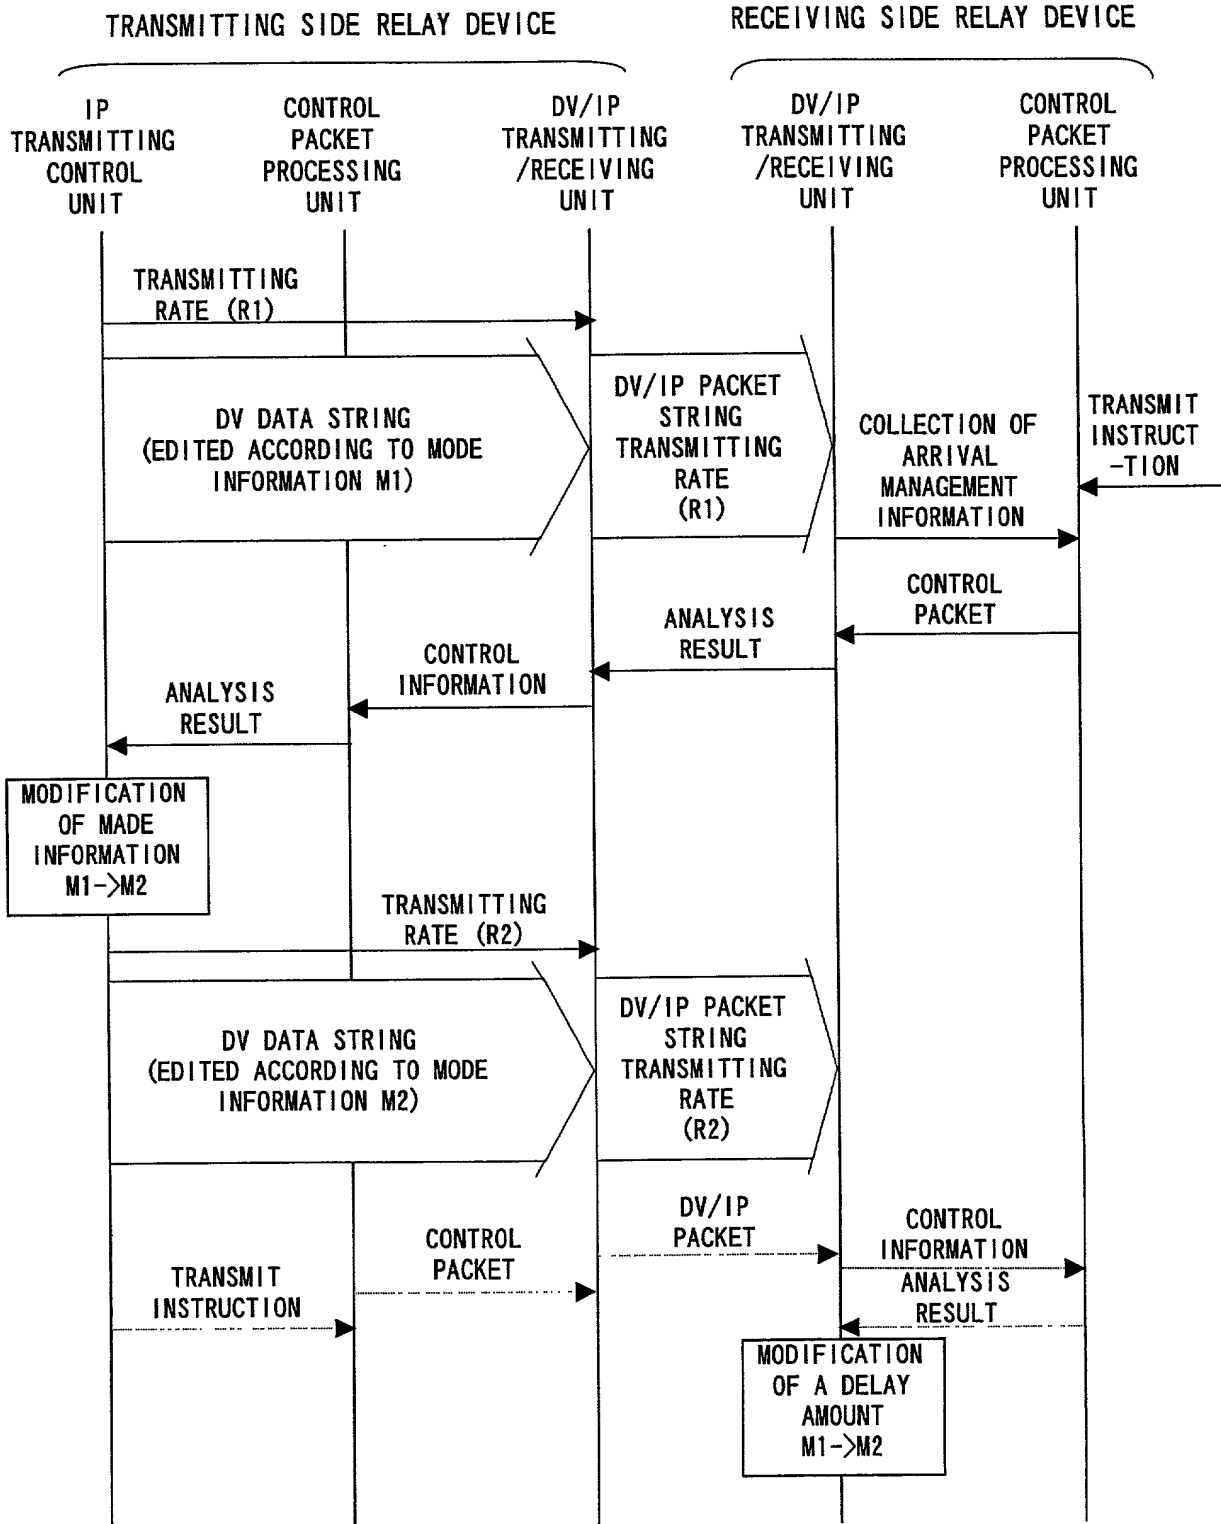 TRANSMITTING SIDE RELAY DEVICE
RECEIVING SIDE RELAY DEVICE
IP
TRANSMITTING
CONTROL
UNIT
CONTROL
PACKET
PROCESSING
UNIT
DV/IP
TRANSMITTING
/RECEIVING
UNIT
DV/IP
TRANSMITTING
/RECEIVING
UNIT
CONTROL
PACKET
PROCESSING
UNIT
TRANSMITTING
RATE (R1)
DV DATA STRING
(EDITED ACCORDING TO MODE
INFORMATION M1)
DV/IP PACKET
STRING
TRANSMITTING
RATE
(R1)
COLLECTION OF
ARRIVAL
MANAGEMENT
INFORMATION
TRANSMIT
INSTRUCT
-TION
CONTROL
PACKET
ANALYSIS
RESULT
CONTROL
INFORMATION
ANALYSIS
RESULT
MODIFICATION
OF MADE
INFORMATION
M1->M2
TRANSMITTING
RATE (R2)
DV DATA STRING
(EDITED ACCORDING TO MODE
INFORMATION M2)
DV/IP PACKET
STRING
TRANSMITTING
RATE
(R2)
DV/IP
PACKET
CONTROL
INFORMATION
CONTROL
PACKET
TRANSMIT
INSTRUCTION
ANALYSIS
RESULT
MODIFICATION
OF A DELAY
AMOUNT
M1->M2